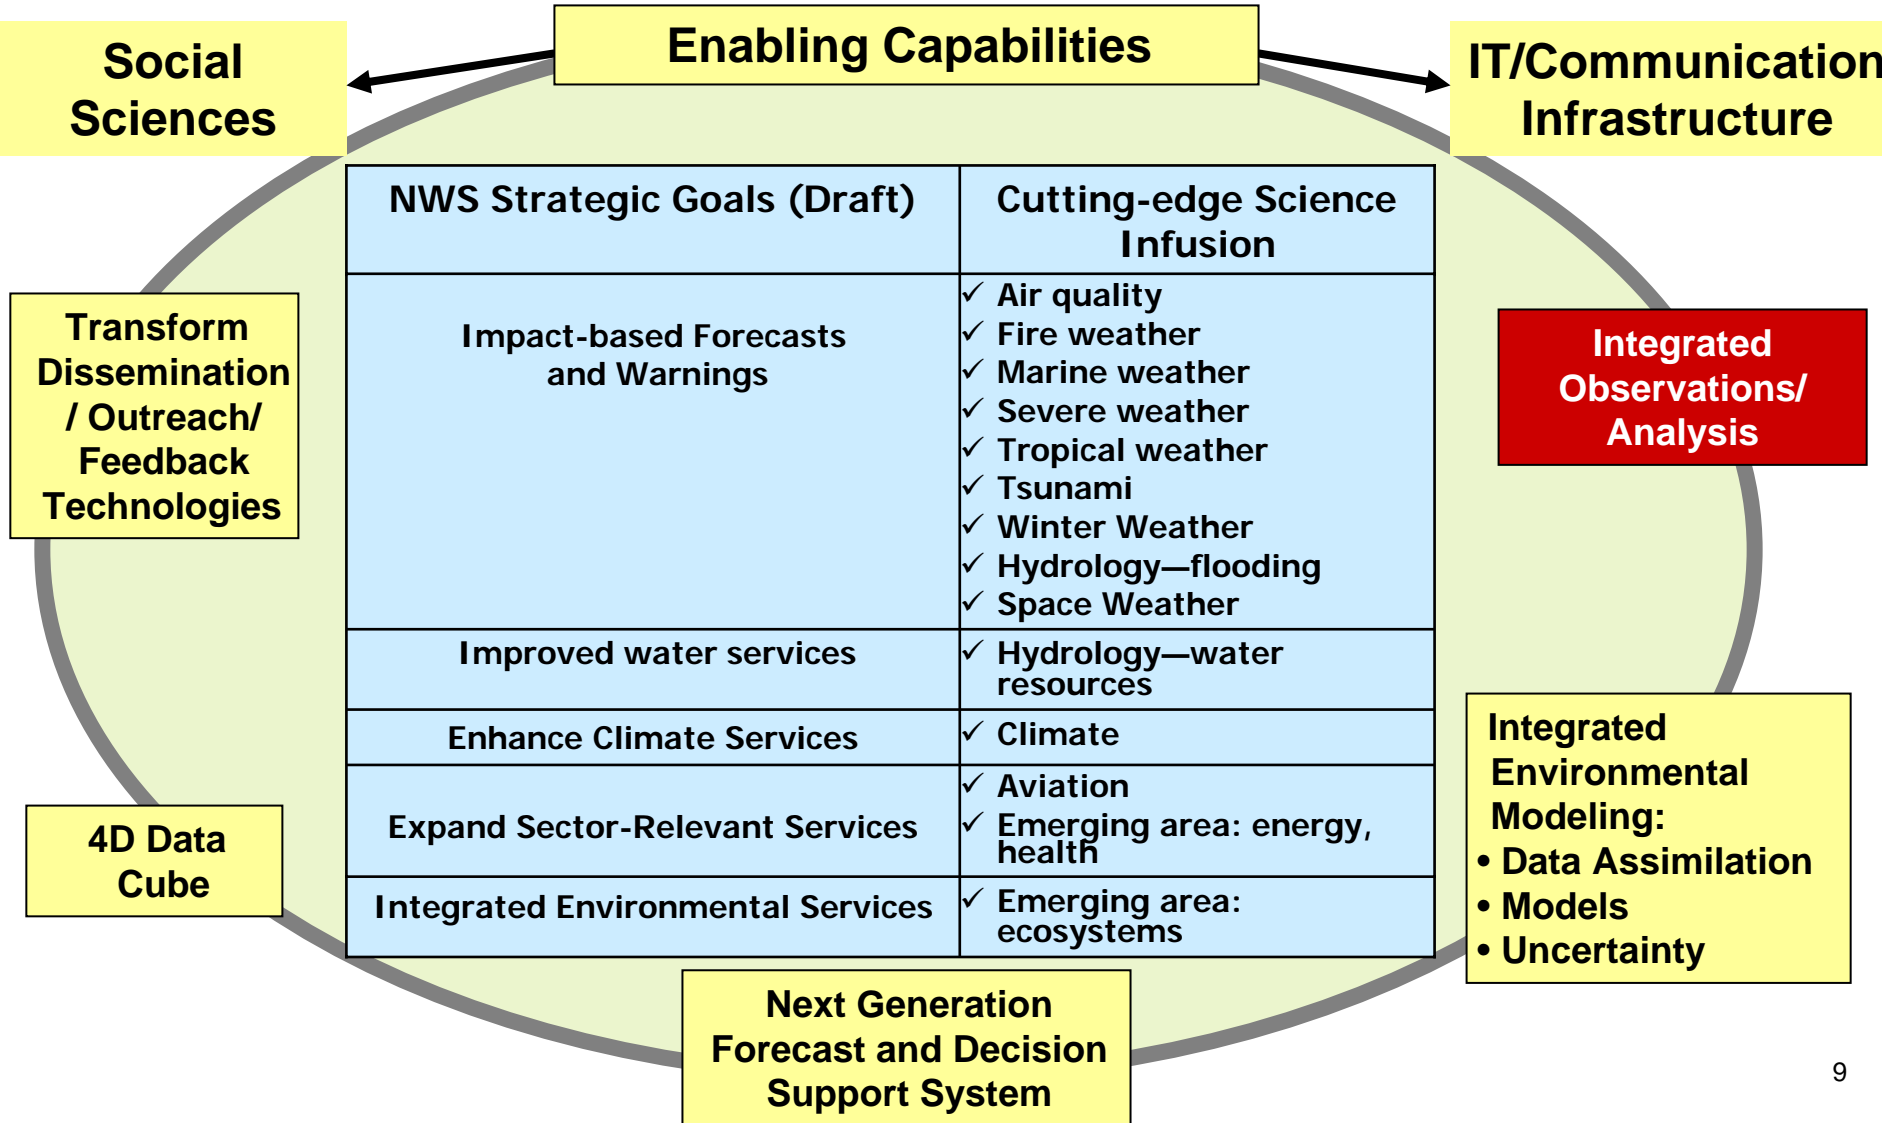 Enabling Capabilities
Social
Sciences
IT/Communication
Infrastructure
NWS Strategic Goals (Draft)
Cutting-edge Science
Infusion
Impact-based Forecasts
and Warnings
✓ Air quality
✓ Fire weather
✓ Marine weather
✓ Severe weather
✓ Tropical weather
✓ Tsunami
✓ Winter Weather
✓ Hydrology—flooding
✓ Space Weather
Improved water services
✓ Hydrology—water
resources
Enhance Climate Services
✓ Climate
Expand Sector-Relevant Services
✓ Aviation
✓ Emerging area: energy,
health
Integrated Environmental Services
✓ Emerging area:
ecosystems
Transform
Dissemination
/ Outreach/
Feedback
Technologies
Integrated
Observations/
Analysis
4D Data
Cube
Integrated
Environmental
Modeling:
• Data Assimilation
• Models
• Uncertainty
Next Generation
Forecast and Decision
Support System
9